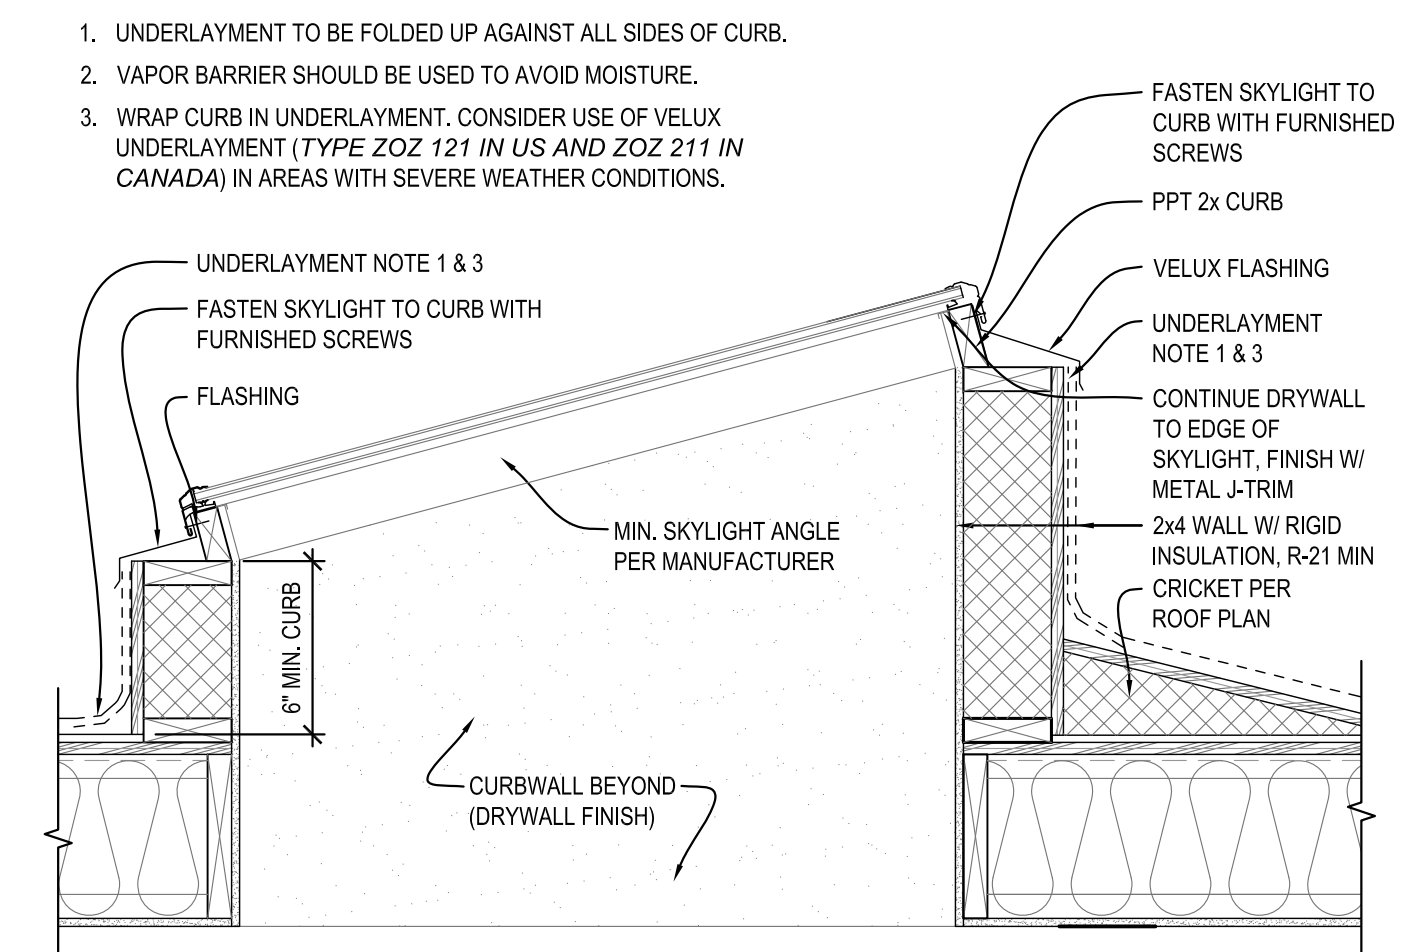 1. UNDERLAYMENT TO BE FOLDED UP AGAINST ALL SIDES OF CURB.
2. VAPOR BARRIER SHOULD BE USED TO AVOID MOISTURE.
3. WRAP CURB IN UNDERLAYMENT. CONSIDER USE OF VELUX
UNDERLAYMENT (TYPE ZOZ 121 IN US AND ZOZ 211 IN
CANADA) IN AREAS WITH SEVERE WEATHER CONDITIONS.
UNDERLAYMENT NOTE 1 & 3
FASTEN SKYLIGHT TO CURB WITH
FURNISHED SCREWS
FLASHING
MIN. SKYLIGHT ANGLE
PER MANUFACTURER
6" MIN. CURB
CURBWALL BEYOND
(DRYWALL FINISH)
FASTEN SKYLIGHT TO
CURB WITH FURNISHED
SCREWS
PPT 2x CURB
VELUX FLASHING
UNDERLAYMENT
NOTE 1 & 3
CONTINUE DRYWALL
TO EDGE OF
SKYLIGHT, FINISH W/
METAL J-TRIM
2x4 WALL W/ RIGID
INSULATION, R-21 MIN
CRICKET PER
ROOF PLAN